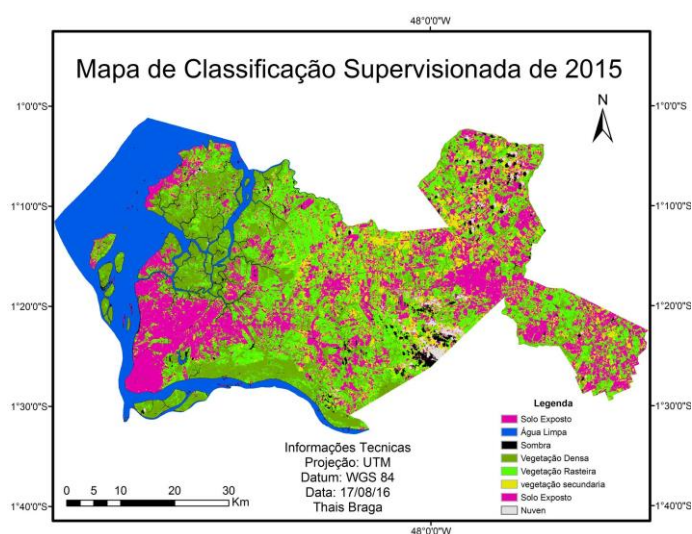 48°0'0"W
Mapa de Classificação Supervisionada de 2015
N
1°0'0"S
1°0'0"S
1°10'0"S
1°10'0"S
1°20'0"S
1°20'0"S
1°30'0"S
1°30'0"S
1°40'0"S
1°40'0"S
Legenda
Solo Exposto
Água Limpa
Sombra
Vegetação Densa
Vegetação Rasteira
vegetação secundaria
Solo Exposto
Nuven
Informações Tecnicas
Projeção: UTM
Datum: WGS 84
Data: 17/08/16
Thais Braga
0 5 10 20 30
Km
48°0'0"W